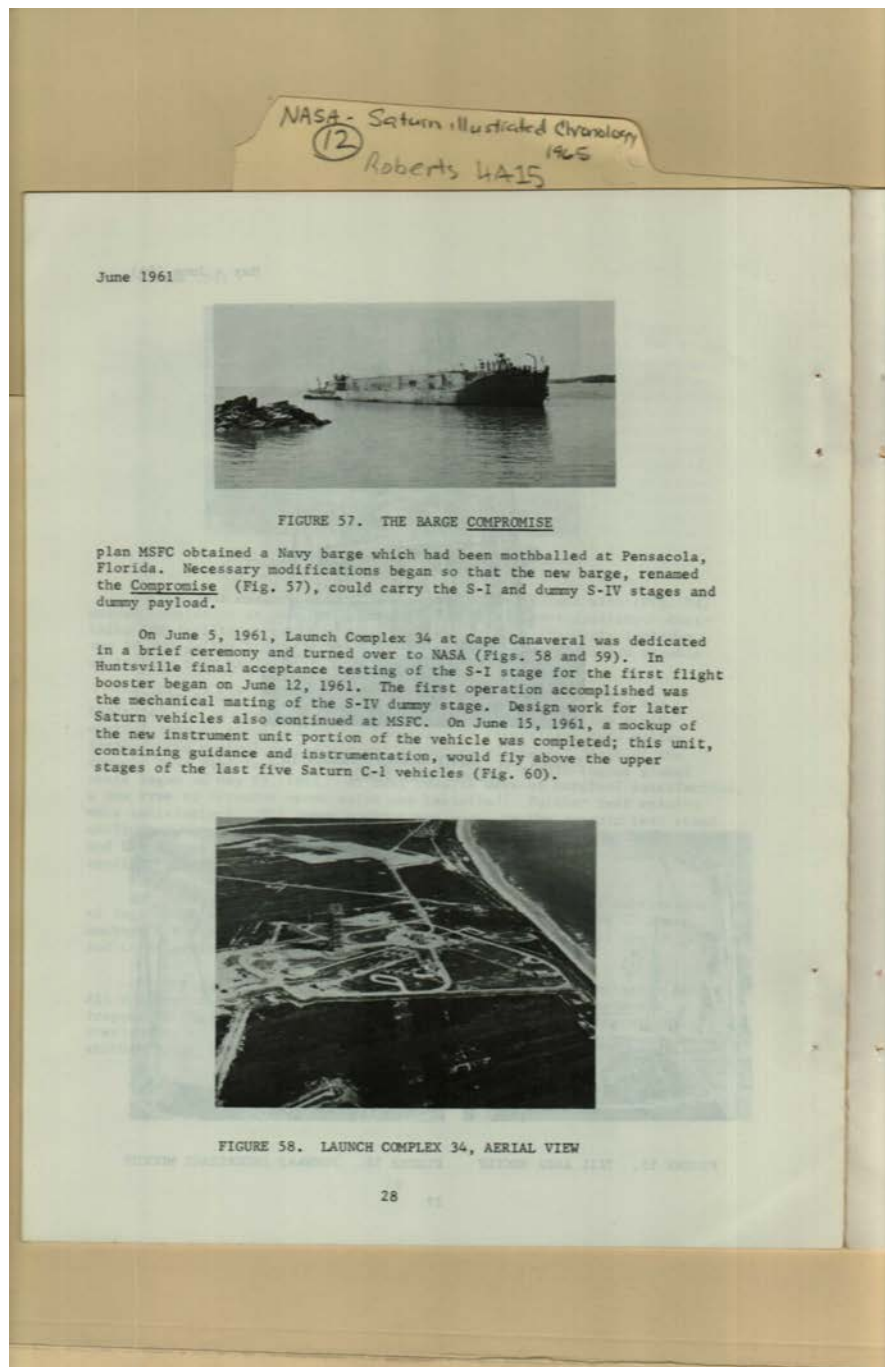 NASA - Saturn illustrated Chronology
12
1965
Roberts 4A15
June 1961
FIGURE 57. THE BARGE COMPROMISE
plan MSFC obtained a Navy barge which had been mothballed at Pensacola,
Florida. Necessary modifications began so that the new barge, renamed
the Compromise (Fig. 57), could carry the S-I and dummy S-IV stages and
dummy payload.
On June 5, 1961, Launch Complex 34 at Cape Canaveral was dedicated
in a brief ceremony and turned over to NASA (Figs. 58 and 59). In
Huntsville final acceptance testing of the S-I stage for the first flight
booster began on June 12, 1961. The first operation accomplished was
the mechanical mating of the S-IV dummy stage. Design work for later
Saturn vehicles also continued at MSFC. On June 15, 1961, a mockup of
the new instrument unit portion of the vehicle was completed; this unit,
containing guidance and instrumentation, would fly above the upper
stages of the last five Saturn C-1 vehicles (Fig. 60).
FIGURE 58. LAUNCH COMPLEX 34, AERIAL VIEW
28